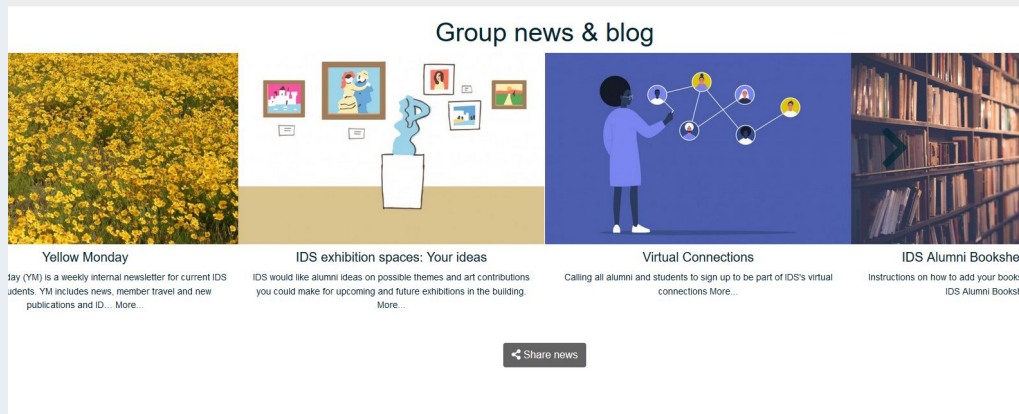 Group news & blog
Yellow Monday
day (YM) is a weekly internal newsletter for current IDS
udents. YM includes news, member travel and new
publications and ID... More...
IDS exhibition spaces: Your ideas
IDS would like alumni ideas on possible themes and art contributions
you could make for upcoming and future exhibitions in the building.
More...
Virtual Connections
Calling all alumni and students to sign up to be part of IDS's virtual
connections More...
IDS Alumni Bookshe
Instructions on how to add your books
IDS Alumni Booksh
Share news